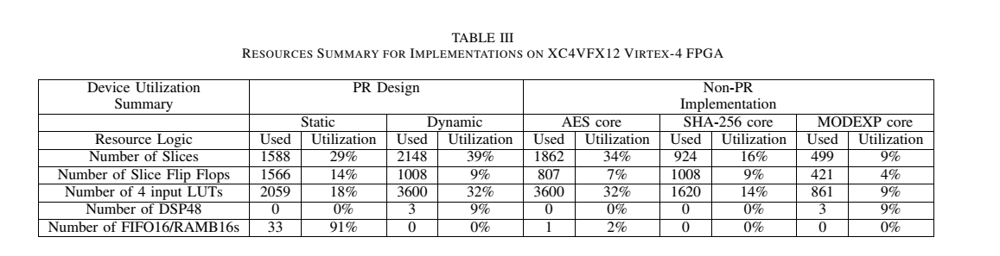 TABLE III
RESOURCES SUMMARY FOR IMPLEMENTATIONS ON XC4VFX12 VIRTEX-4 FPGA
Device Utilization PR Design Non-PR
Summary Implementation
Static Dynamic AES core SHA-256 core MODEXP core
Resource Logic Used Utilization Used Utilization Used Utilization Used Utilization Used Utilization
Number of Slices 1588 29% 2148 39% 1862 34% 924 16% 499 9%
Number of Slice Flip Flops 1566 14% 1008 9% 807 7% 1008 9% 421 4%
Number of 4 input LUTs 2059 18% 3600 32% 3600 32% 1620 14% 861 9%
Number of DSP48 0 0% 3 9% 0 0% 0 0% 3 9%
Number of FIFO16/RAMB16s 33 91% 0 0% 1 2% 0 0% 0 0%